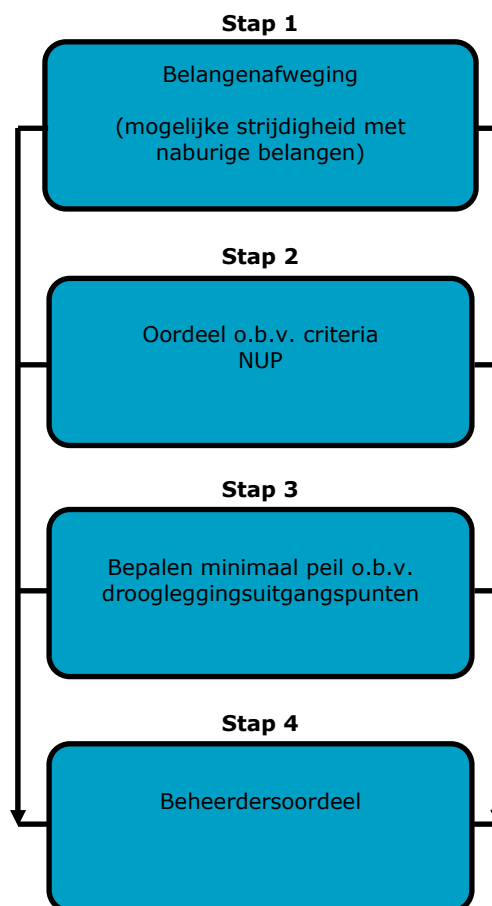 Stap 1
Belangenafweging
(mogelijke strijdigheid met
naburige belangen)
Stap 2
Oordeel o.b.v. criteria
NUP
Stap 3
Bepalen minimaal peil o.b.v.
droogleggingsuitgangspunten
Stap 4
Beheerdersoordeel